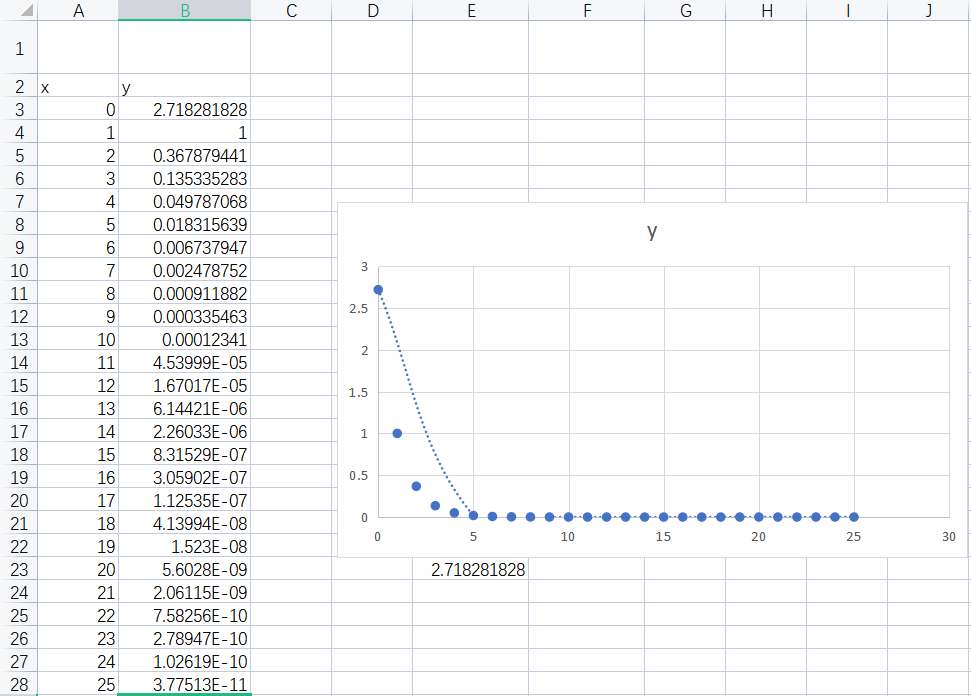 A B C D E F G H I J
1
2 x y
3 0 2.718281828
4 1 1
5 2 0.367879441
6 3 0.135335283
7 4 0.049787068
8 5 0.018315639
9 6 0.006737947
10 7 0.002478752
11 8 0.000911882
12 9 0.000335463
13 10 0.00012341
14 11 4.53999E-05
15 12 1.67017E-05
16 13 6.14421E-06
17 14 2.26033E-06
18 15 8.31529E-07
19 16 3.05902E-07
20 17 1.12535E-07
21 18 4.13994E-08
22 19 1.523E-08
23 20 5.6028E-09 2.718281828
24 21 2.06115E-09
25 22 7.58256E-10
26 23 2.78947E-10
27 24 1.02619E-10
28 25 3.77513E-11
y
3
2.5
2
1.5
1
0.5
0
0 5 10 15 20 25 30